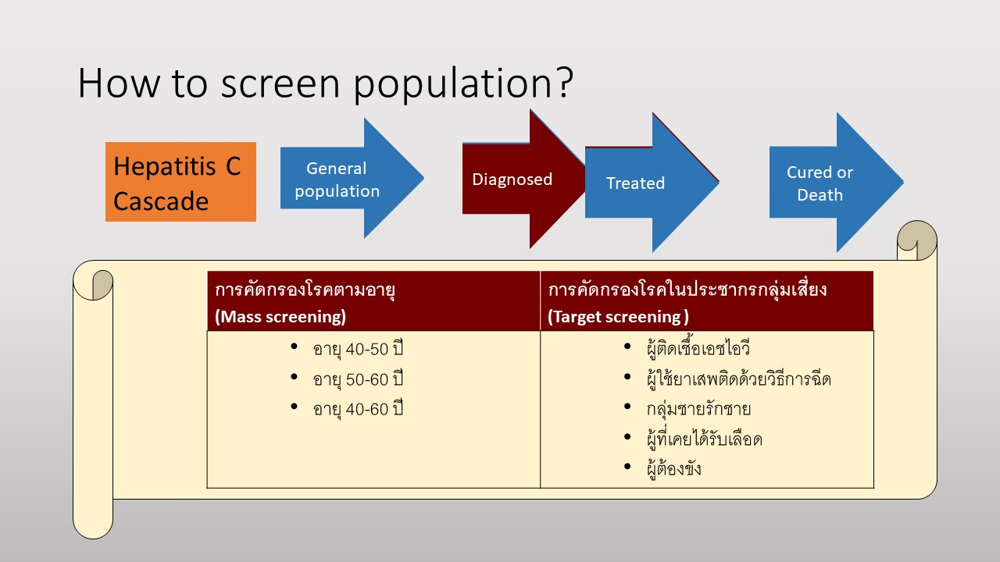 How to screen population?
Hepatitis C
Cascade
General
population
Diagnosed
Treated
Cured or
Death
การคัดกรองโรคตามอายุ
(Mass screening)
การคัดกรองโรคในประชากรกลุ่มเสี่ยง
(Target screening )
• อายุ 40-50 ปี
• อายุ 50-60 ปี
• อายุ 40-60 ปี
• ผู้ติดเชื้อเอชไอวี
• ผู้ใช้ยาเสพติดด้วยวิธีการฉีด
• กลุ่มชายรักชาย
• ผู้ที่เคยได้รับเลือด
• ผู้ต้องขัง